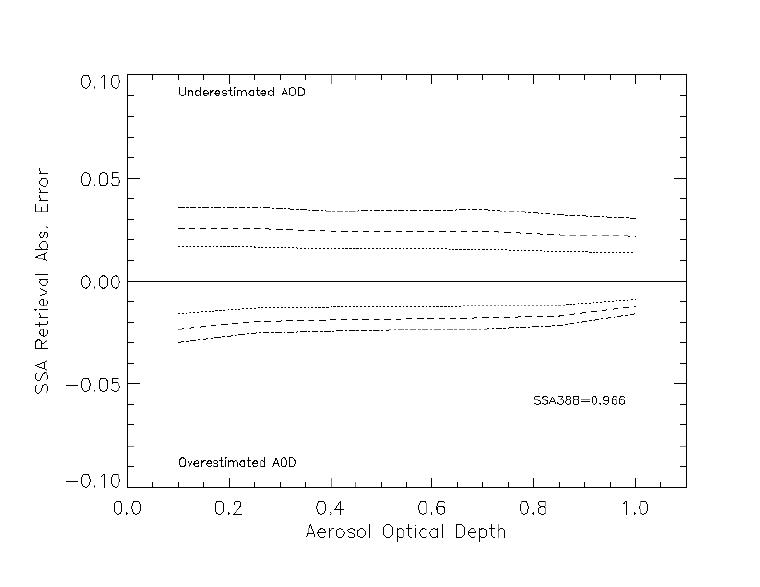 0.10
Underestimated AOD
0.05
0.00
SSA Retrieval Abs. Error
−0.05
SSA388=0.966
Overestimated AOD
−0.10
0.0 0.2 0.4 0.6 0.8 1.0
Aerosol Optical Depth